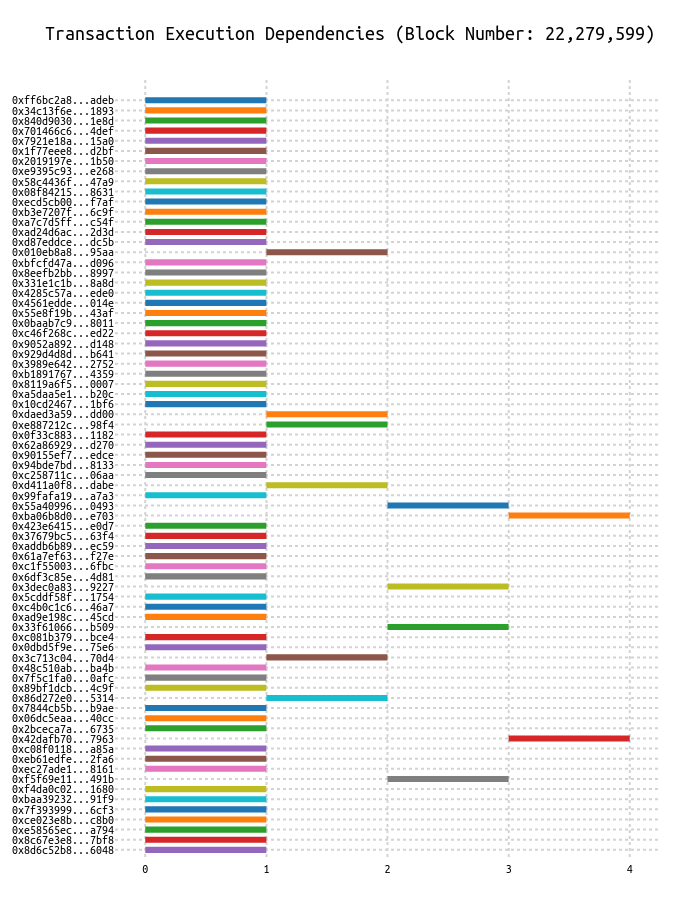 Transaction Execution Dependencies (Block Number: 22,279,599)
0xff6bc2a8...adeb
0x34c13f6e...1893
0x840d9030...1e8d
0x701466c6...4def
0x7921e18a...15a0
0x1f77eee8...d2bf
0x2019197e...1b50
0xe9395c93...e268
0x58c4436f...47a9
0x08f84215...8631
0xecd5cb00...f7af
0xb3e7207f...6c9f
0xa7c7d5ff...c54f
0xad24d6ac...2d3d
0xd87eddce...dc5b
0x010eb8a8...95aa
0xbfcfd47a...d096
0x8eefb2bb...8997
0x331e1c1b...8a8d
0x4285c57a...ede0
0x4561edde...014e
0x55e8f19b...43af
0x0baab7c9...8011
0xc46f268c...ed22
0x9052a892...d148
0x929d4d8d...b641
0x3989e642...2752
0xb1891767...4359
0x8119a6f5...0007
0xa5daa5e1...b20c
0x10cd2467...1bf6
0xdaed3a59...dd00
0xe887212c...98f4
0x0f33c883...1182
0x62a86929...d270
0x90155ef7...edce
0x94bde7bd...8133
0xc258711c...06aa
0xd411a0f8...dabe
0x99fafa19...a7a3
0x55a40996...0493
0xba06b8d0...e703
0x423e6415...e0d7
0x37679bc5...63f4
0xaddb6b89...ec59
0x61a7ef63...f27e
0xc1f55003...6fbc
0x6df3c85e...4d81
0x3dec0a83...9227
0x5cddf58f...1754
0xc4b0c1c6...46a7
0xad9e198c...45cd
0x33f61066...b509
0xc081b379...bce4
0x0dbd5f9e...75e6
0x3c713c04...70d4
0x48c510ab...ba4b
0x7f5c1fa0...0afc
0x89bf1dcb...4c9f
0x86d272e0...5314
0x7844cb5b...b9ae
0x06dc5eaa...40cc
0x2bceca7a...6735
0x42dafb70...7963
0xc08f0118...a85a
0xeb61edfe...2fa6
0xec27ade1...8161
0xf5f69e11...491b
0xf4da0c02...1680
0xbaa39232...91f9
0x7f393999...6cf3
0xce023e8b...c8b0
0xe58565ec...a794
0x8c67e3e8...7bf8
0x8d6c52b8...6048
0 1 2 3 4